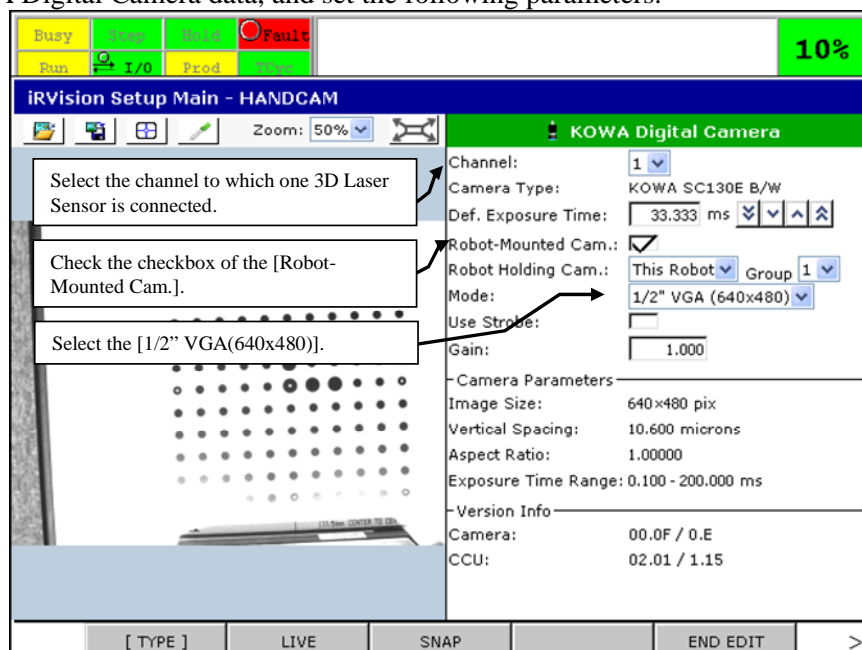 l Digital Camera data, and set the following parameters.
Busy Step Hold Fault
Run I/O Prod TCyc
10%
iRVision Setup Main - HANDCAM
Zoom: 50%
KOWA Digital Camera
Select the channel to which one 3D Laser
Sensor is connected.
Check the checkbox of the [Robot-
Mounted Cam.].
Select the [1/2” VGA(640x480)].
Channel: 1
Camera Type: KOWA SC130E B/W
Def. Exposure Time: 33.333 ms
Robot-Mounted Cam.:
Robot Holding Cam.: This Robot Group 1
Mode: 1/2" VGA (640x480)
Use Strobe:
Gain: 1.000
Camera Parameters
Image Size: 640x480 pix
Vertical Spacing: 10.600 microns
Aspect Ratio: 1.00000
Exposure Time Range: 0.100 - 200.000 ms
Version Info
Camera: 00.0F / 0.E
CCU: 02.01 / 1.15
[ TYPE ] LIVE SNAP END EDIT >